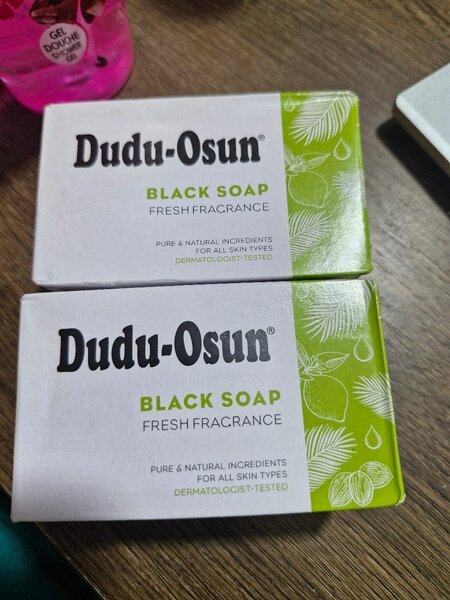 GEL
DOUCHE
SHOWER
GEL
Dudu-Osun®
BLACK SOAP
FRESH FRAGRANCE
PURE & NATURAL INGREDIENTS
FOR ALL SKIN TYPES
DERMATOLOGIST-TESTED
Dudu-Osun®
BLACK SOAP
FRESH FRAGRANCE
PURE & NATURAL INGREDIENTS
FOR ALL SKIN TYPES
DERMATOLOGIST-TESTED